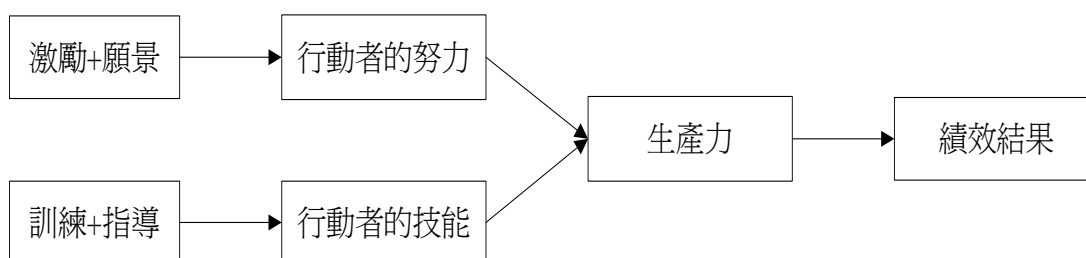 激勵+願景
行動者的努力
生產力
績效結果
訓練+指導
行動者的技能